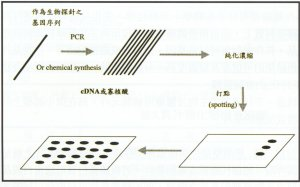 作為生物探針之
基因序列
PCR
Or chemical synthesis
cDNA或寡核酸
純化濃縮
打點
(spotting)